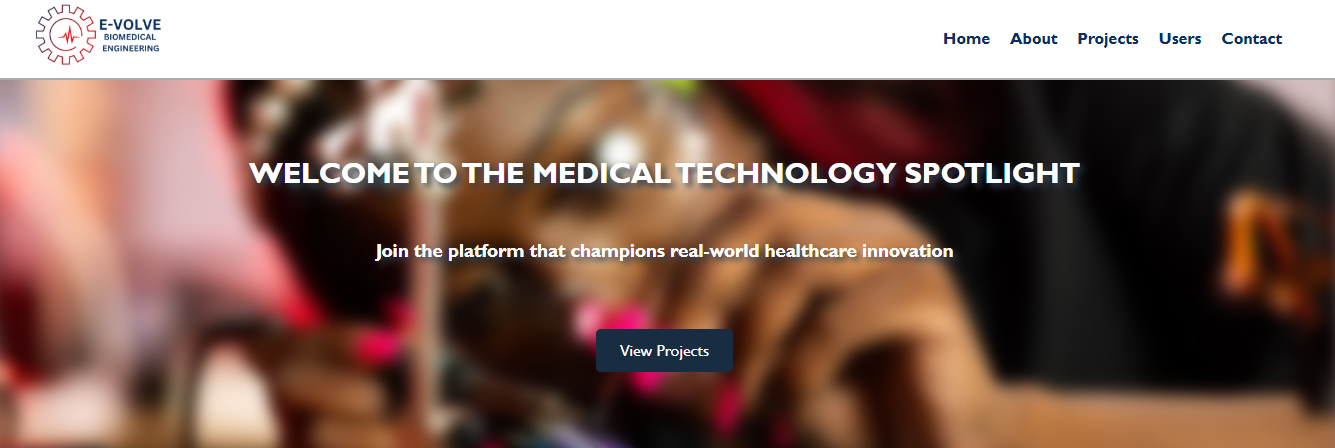 E-VOLVE
BIOMEDICAL
ENGINEERING
Home About Projects Users Contact
WELCOME TO THE MEDICAL TECHNOLOGY SPOTLIGHT
Join the platform that champions real-world healthcare innovation
View Projects